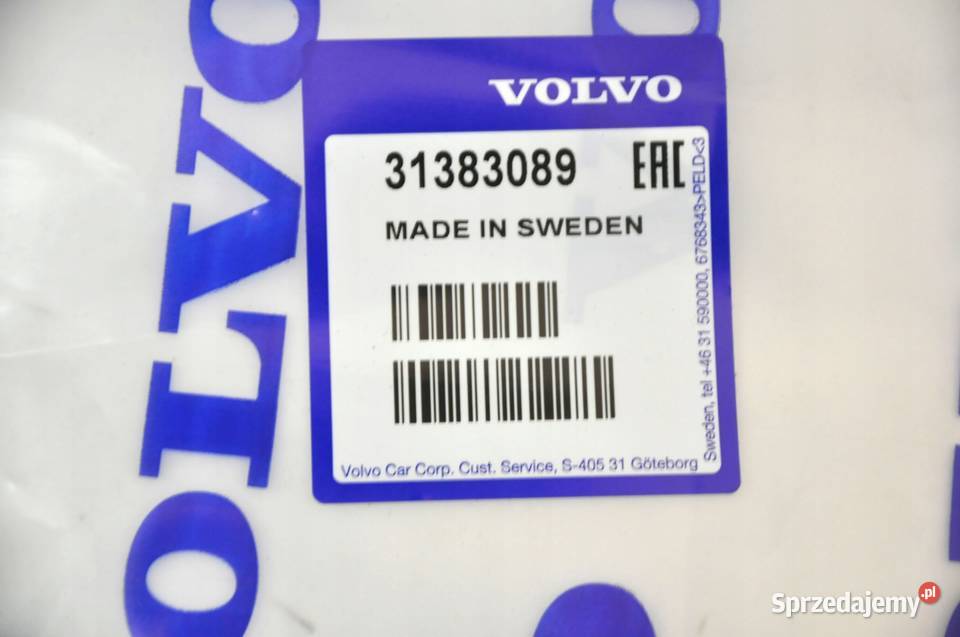 VOLVO
VOLVO
31383089 EAC
MADE IN SWEDEN
Volvo Car Corp. Cust. Service, S-405 31 Göteborg
Sweden, tel +46 31 590000, 6768343>PELD<3
Sprzedajemy.pl